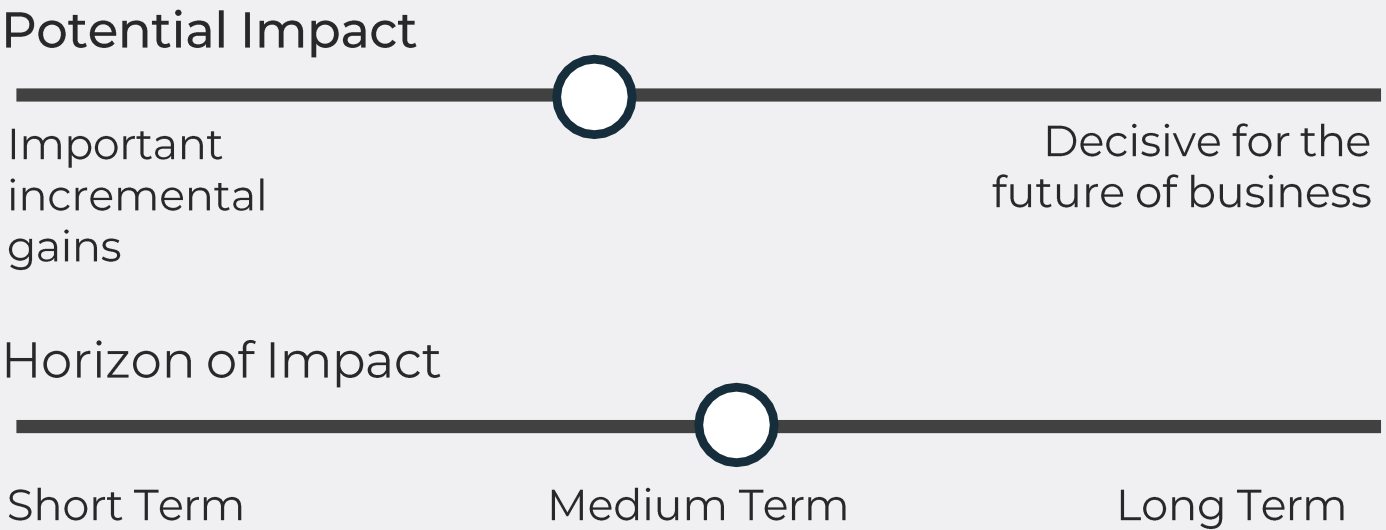 Potential Impact
Important
incremental
gains
Decisive for the
future of business
Horizon of Impact
Short Term
Medium Term
Long Term